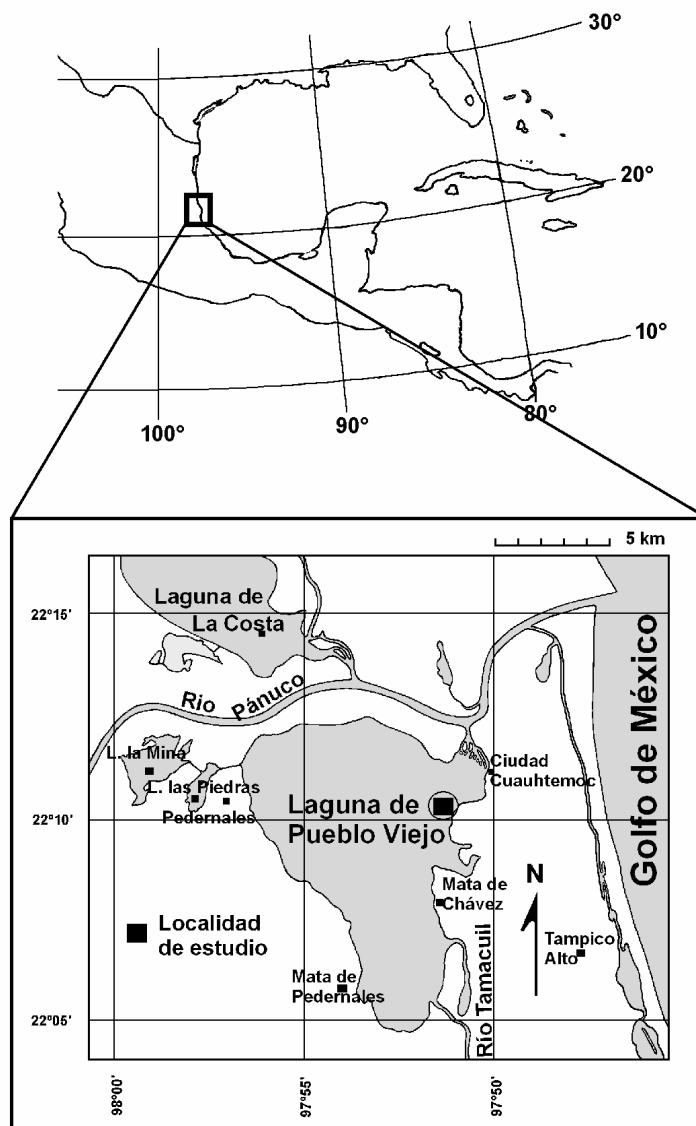 30°
20°
10°
100°
90°
80°
5 km
22°15'
22°10'
22°05'
98°00'
97°55'
97°50'
Laguna de
La Costa
Río Pánuco
L. la Mina
L. las Piedras
Pedernales
Laguna de
Pueblo Viejo
Ciudad
Cuauhtemoc
Golfo de México
Mata de
Chávez
N
Localidad
de estudio
Tampico
Alto
Mata de
Pedernales
Río Tamacuil